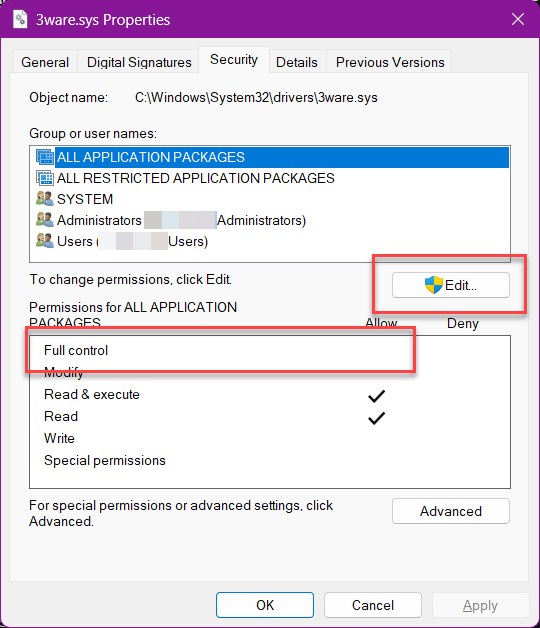 3ware.sys Properties
General
Digital Signatures
Security
Details
Previous Versions
Object name: C:\Windows\System32\drivers\3ware.sys
Group or user names:
ALL APPLICATION PACKAGES
ALL RESTRICTED APPLICATION PACKAGES
SYSTEM
Administrators Administrators)
Users ( Users)
To change permissions, click Edit.
Edit...
Permissions for ALL APPLICATION
PACKAGES
Allow
Deny
Full control
Modify
Read & execute
Read
Write
Special permissions
For special permissions or advanced settings, click
Advanced.
Advanced
OK
Cancel
Apply